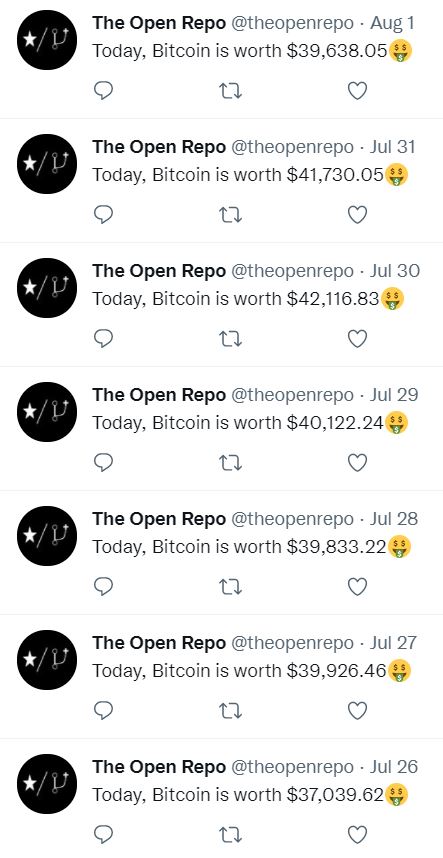 The Open Repo @theopenrepo · Aug 1
Today, Bitcoin is worth $39,638.05🤑
The Open Repo @theopenrepo · Jul 31
Today, Bitcoin is worth $41,730.05🤑
The Open Repo @theopenrepo · Jul 30
Today, Bitcoin is worth $42,116.83🤑
The Open Repo @theopenrepo · Jul 29
Today, Bitcoin is worth $40,122.24🤑
The Open Repo @theopenrepo · Jul 28
Today, Bitcoin is worth $39,833.22🤑
The Open Repo @theopenrepo · Jul 27
Today, Bitcoin is worth $39,926.46🤑
The Open Repo @theopenrepo · Jul 26
Today, Bitcoin is worth $37,039.62🤑